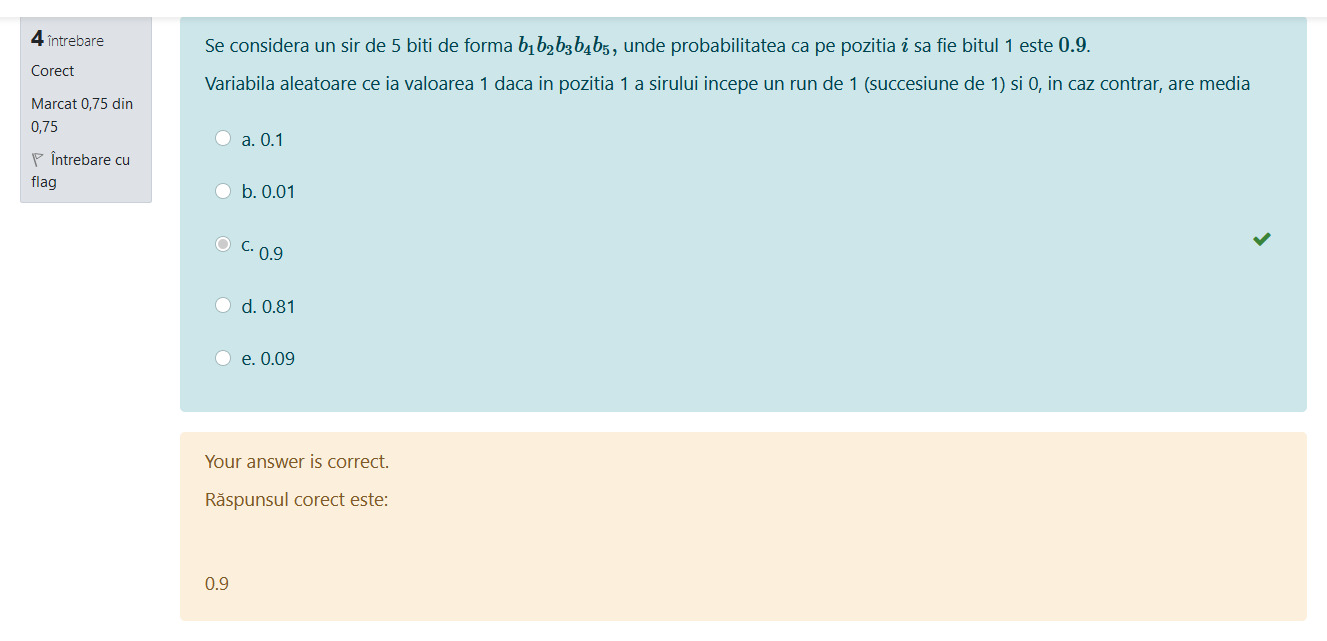 4 întrebare
Corect
Marcat 0,75 din
0,75
Întrebare cu
flag
Se considera un sir de 5 biti de forma b₁b₂b₃b₄b₅, unde probabilitatea ca pe pozitia i sa fie bitul 1 este 0.9.
Variabila aleatoare ce ia valoarea 1 daca in pozitia 1 a sirului incepe un run de 1 (succesiune de 1) si 0, in caz contrar, are media
a. 0.1
b. 0.01
c. 0.9
d. 0.81
e. 0.09
Your answer is correct.
Răspunsul corect este:
0.9